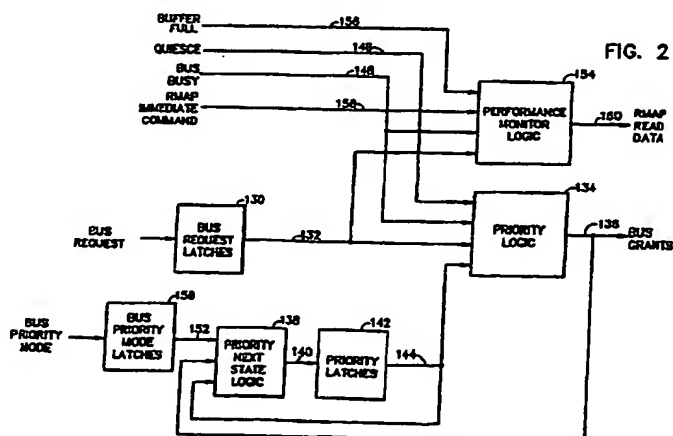 BUFFER
FULL
156
QUIESCE
148
BUS
BUSY
146
RMAP
IMMEDIATE
COMMAND
158
FIG. 2
154
PERFORMANCE
MONITOR
LOGIC
160
RMAP
READ
DATA
134
PRIORITY
LOGIC
136
BUS
GRANTS
130
BUS REQUEST
BUS
REQUEST
LATCHES
132
150
BUS
PRIORITY
MODE
BUS
PRIORITY
MODE
LATCHES
152
138
PRIORITY
NEXT
STATE
LOGIC
140
142
PRIORITY
LATCHES
144